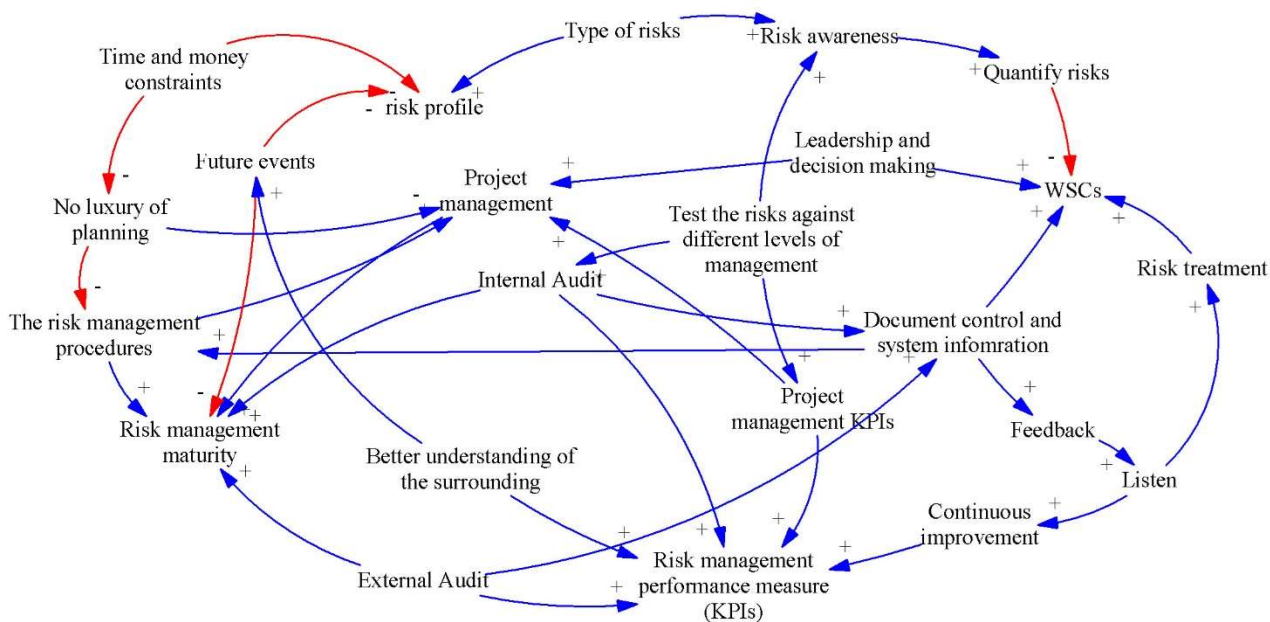 Type of risks
Risk awareness
Time and money
constraints
Quantify risks
risk profile
Leadership and
decision making
Future events
Project
management
WSCs
No luxury of
planning
Test the risks against
different levels of
management
Internal Audit
Risk treatment
The risk management
procedures
Document control and
system infomration
Project
management KPIs
Risk management
maturity
Feedback
Better understanding of
the surrounding
Listen
Continuous
improvement
External Audit
Risk management
performance measure
(KPIs)